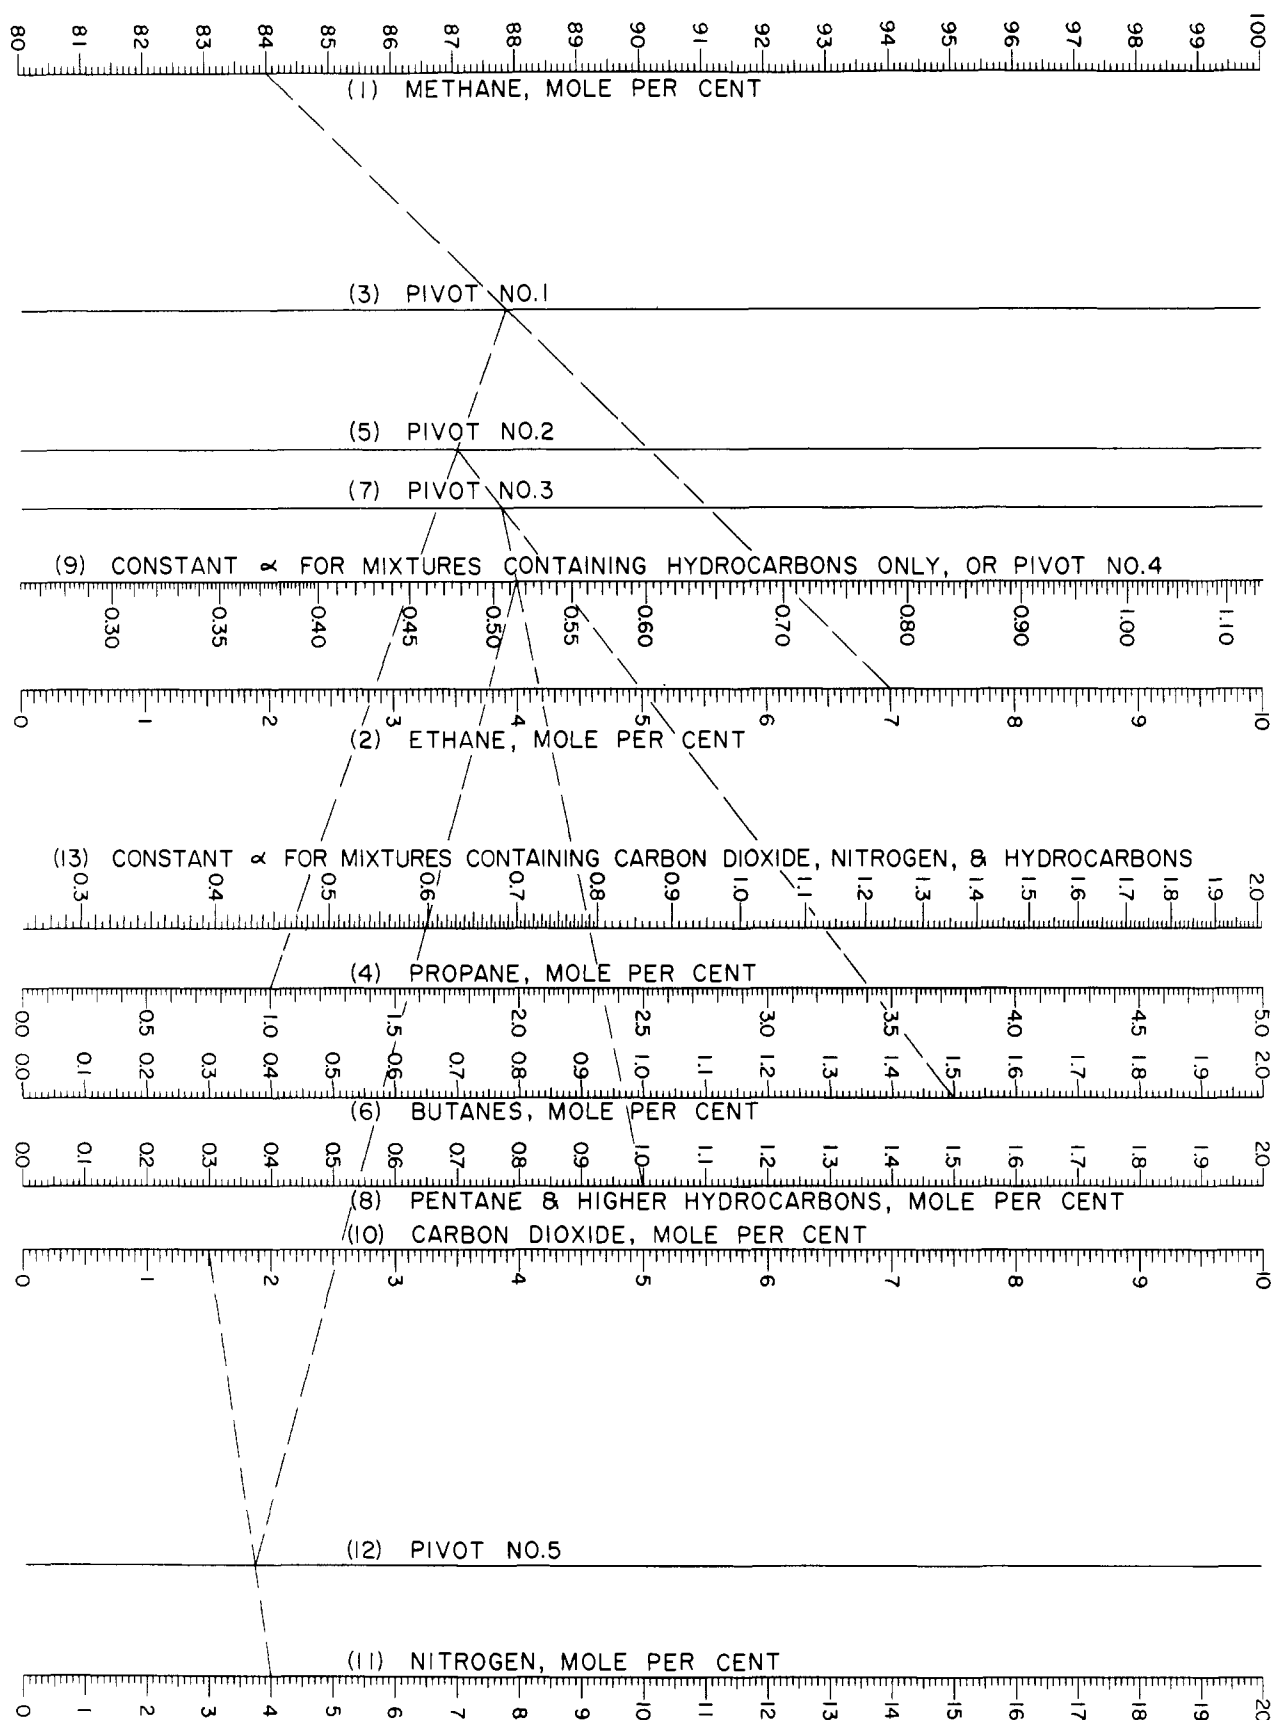 80 81 82 83 84 85 86 87 88 89 90 91 92 93 94 95 96 97 98 99 100
(1) METHANE, MOLE PER CENT
(3) PIVOT NO.1
(5) PIVOT NO.2
(7) PIVOT NO.3
(9) CONSTANT ∝ FOR MIXTURES CONTAINING HYDROCARBONS ONLY, OR PIVOT NO.4
0.30 0.35 0.40 0.45 0.50 0.55 0.60 0.70 0.80 0.90 1.00 1.10
0 1 2 3 4 5 6 7 8 9 10
(2) ETHANE, MOLE PER CENT
(13) CONSTANT ∝ FOR MIXTURES CONTAINING CARBON DIOXIDE, NITROGEN, & HYDROCARBONS
0.3 0.4 0.5 0.6 0.7 0.8 0.9 1.0 1.1 1.2 1.3 1.4 1.5 1.6 1.7 1.8 1.9 2.0
(4) PROPANE, MOLE PER CENT
0.0 0.5 1.0 1.5 2.0 2.5 3.0 3.5 4.0 4.5 5.0
0.0 0.1 0.2 0.3 0.4 0.5 0.6 0.7 0.8 0.9 1.0 1.1 1.2 1.3 1.4 1.5 1.6 1.7 1.8 1.9 2.0
(6) BUTANES, MOLE PER CENT
0.0 0.1 0.2 0.3 0.4 0.5 0.6 0.7 0.8 0.9 1.0 1.1 1.2 1.3 1.4 1.5 1.6 1.7 1.8 1.9 2.0
(8) PENTANE & HIGHER HYDROCARBONS, MOLE PER CENT
(10) CARBON DIOXIDE, MOLE PER CENT
0 1 2 3 4 5 6 7 8 9 10
(12) PIVOT NO.5
(11) NITROGEN, MOLE PER CENT
0 1 2 3 4 5 6 7 8 9 10 11 12 13 14 15 16 17 18 19 20